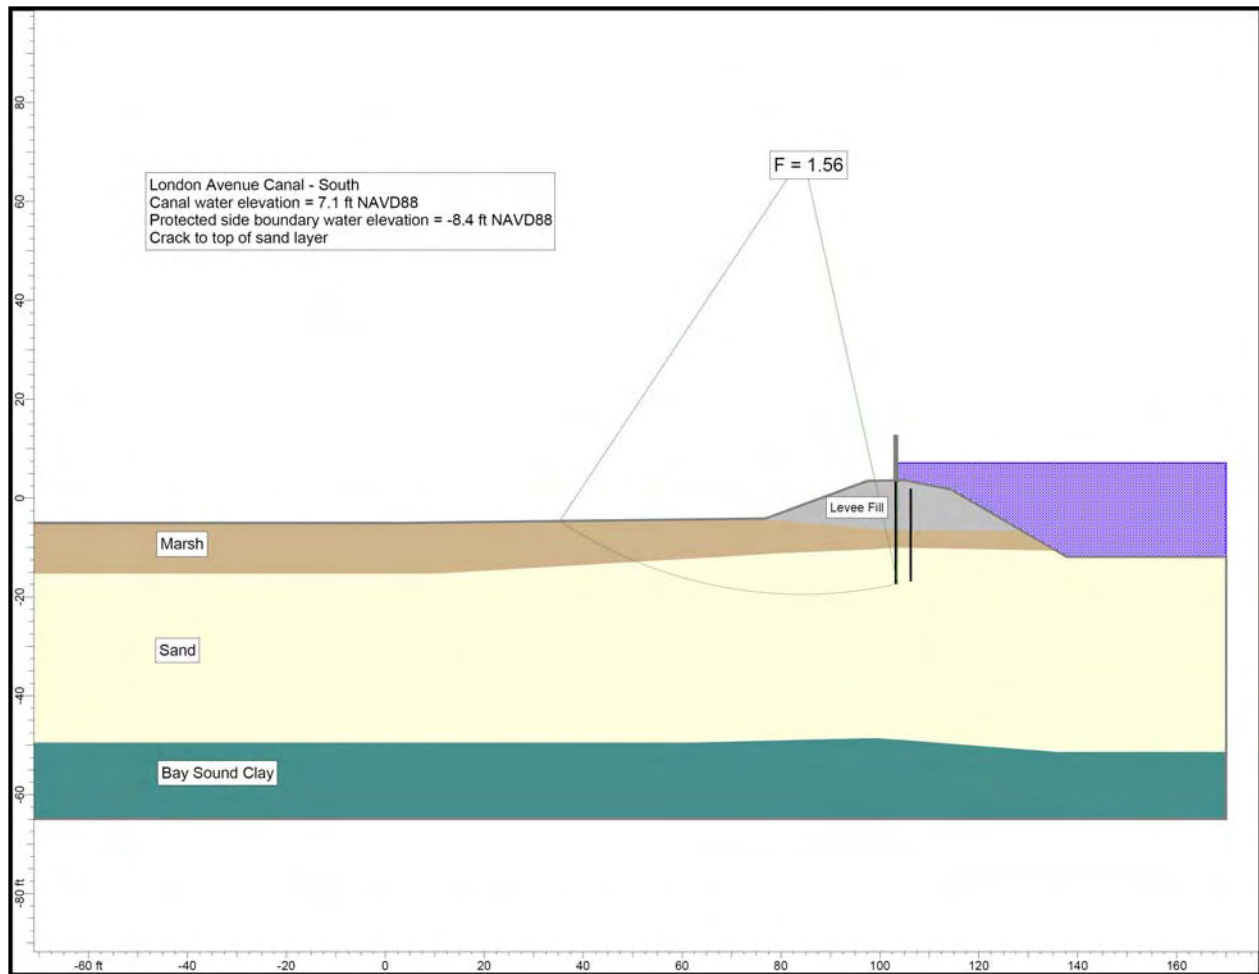 80
F = 1.56
London Avenue Canal - South
Canal water elevation = 7.1 ft NAVD88
Protected side boundary water elevation = -8.4 ft NAVD88
Crack to top of sand layer
60
40
20
0
Levee Fill
Marsh
-20
Sand
-40
Bay Sound Clay
-60
-80 ft
-60 ft -40 -20 0 20 40 60 80 100 120 140 160